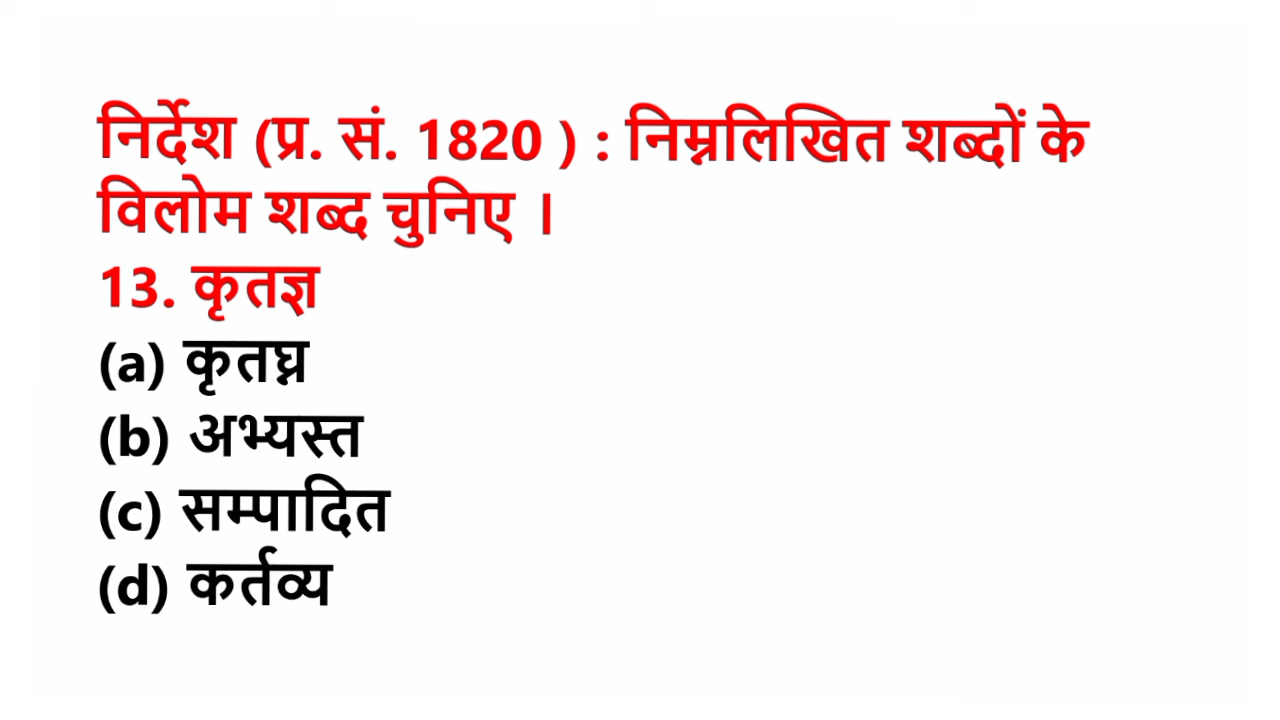 निर्देश (प्र. सं. 1820 ) : निम्नलिखित शब्दों के
विलोम शब्द चुनिए ।
13. कृतज्ञ
(a) कृतघ्न
(b) अभ्यस्त
(c) सम्पादित
(d) कर्तव्य